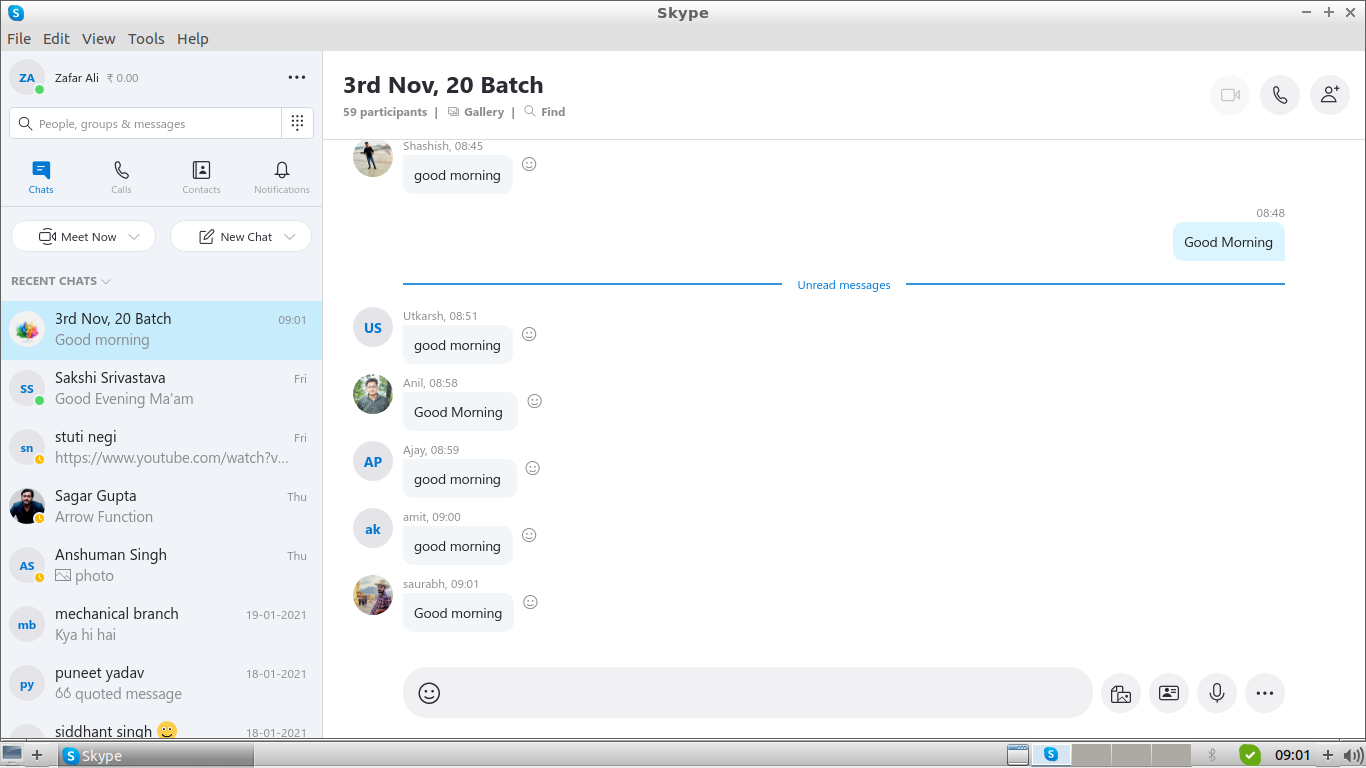 Skype
File Edit View Tools Help
ZA Zafar Ali ₹ 0.00
People, groups & messages
Chats Calls Contacts Notifications
Meet Now New Chat
RECENT CHATS
3rd Nov, 20 Batch 09:01
Good morning
SS Sakshi Srivastava Fri
Good Evening Ma'am
sn stuti negi Fri
https://www.youtube.com/watch?v...
Sagar Gupta Thu
Arrow Function
AS Anshuman Singh Thu
photo
mb mechanical branch 19-01-2021
Kya hi hai
py puneet yadav 18-01-2021
quoted message
siddhant singh 18-01-2021
3rd Nov, 20 Batch
59 participants | Gallery | Find
Shashish, 08:45
good morning
08:48
Good Morning
Unread messages
US Utkarsh, 08:51
good morning
Anil, 08:58
Good Morning
AP Ajay, 08:59
good morning
ak amit, 09:00
good morning
saurabh, 09:01
Good morning
Skype 09:01